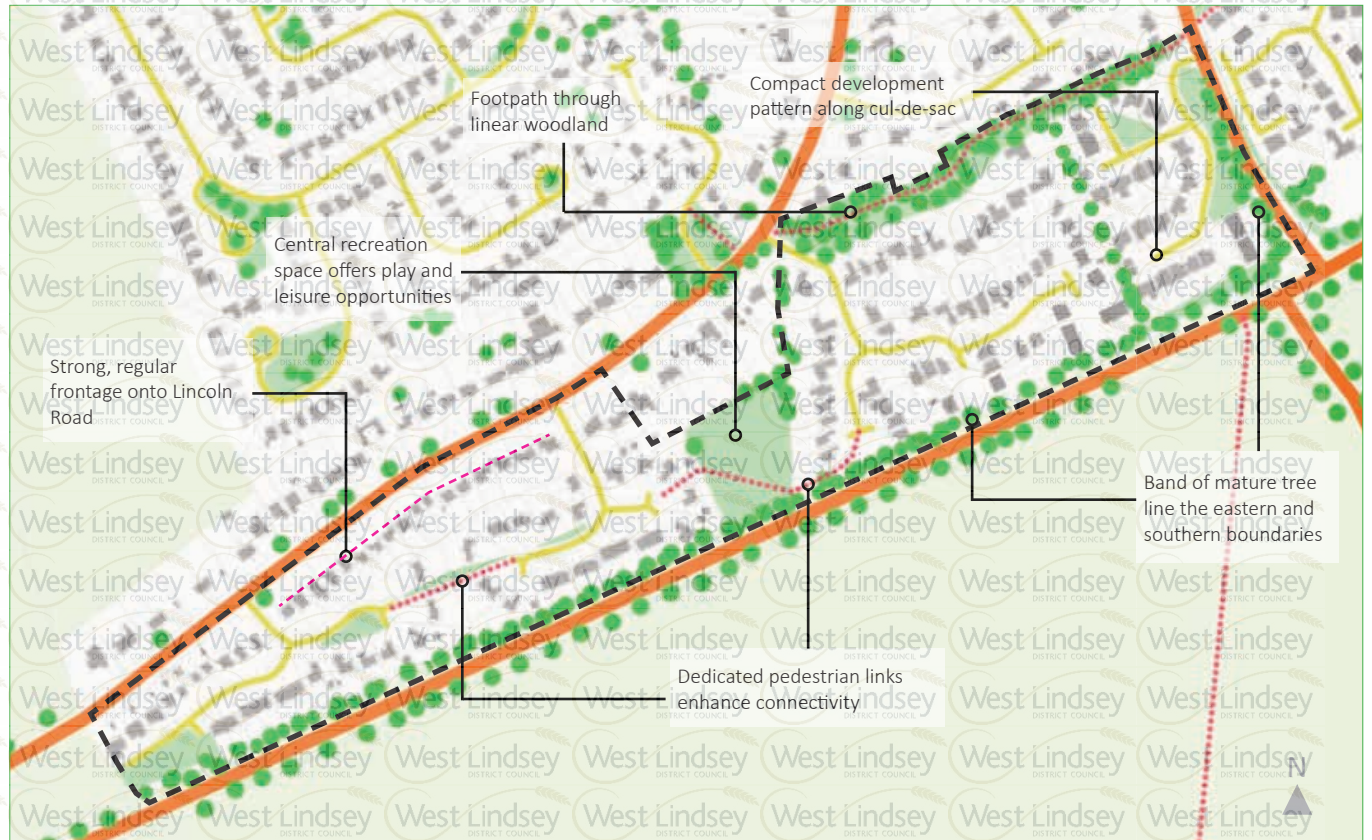 Footpath through
linear woodland
Compact development
pattern along cul-de-sac
Central recreation
space offers play and
leisure opportunities
Strong, regular
frontage onto Lincoln
Road
Band of mature tree
line the eastern and
southern boundaries
Dedicated pedestrian links
enhance connectivity
N
West Lindsey
DISTRICT COUNCIL